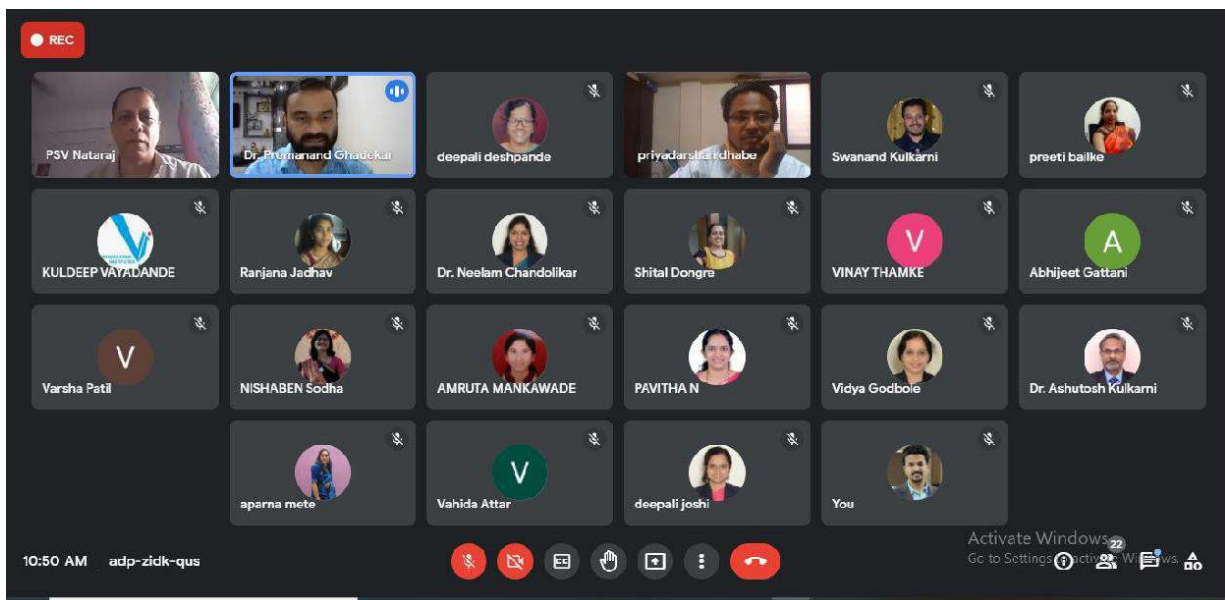 REC
PSV Nataraj
Dr. Premanand Ghadekar
deepali deshpande
priyadarshan dhabe
Swanand Kulkarni
preeti bailke
KULDEEP VAYADANDE
Ranjana Jadhav
Dr. Neelam Chandolikar
Shital Dongre
V
VINAY THAMKE
A
Abhijeet Gattani
V
Varsha Patil
NISHABEN Sodha
AMRUTA MANKAWADE
PAVITHA N
Vidya Godbole
Dr. Ashutosh Kulkarni
aparna mete
V
Vahida Attar
deepali joshi
You
Activate Windows
22
10:50 AM adp-zidk-qus
Go to Settings